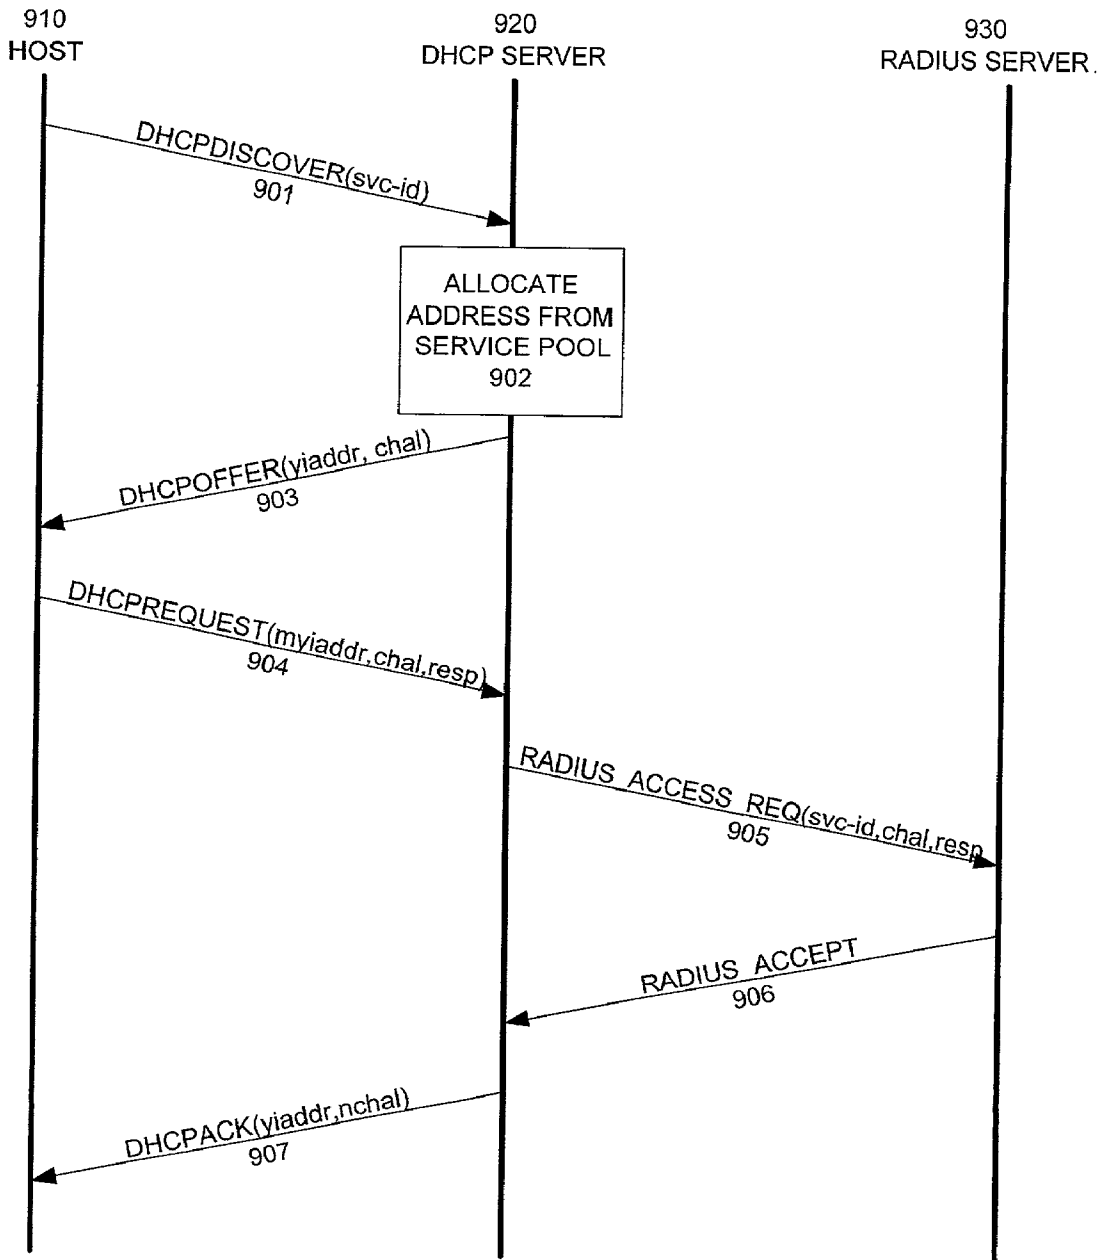 910
HOST
920
DHCP SERVER
930
RADIUS SERVER
DHCPDISCOVER(svc-id)
901
ALLOCATE
ADDRESS FROM
SERVICE POOL
902
DHCPOFFER(yiaddr, chal)
903
DHCPREQUEST(myiaddr,chal,resp)
904
RADIUS_ACCESS_REQ(svc-id,chal,resp
905
RADIUS_ACCEPT
906
DHCPACK(yiaddr,nchal)
907